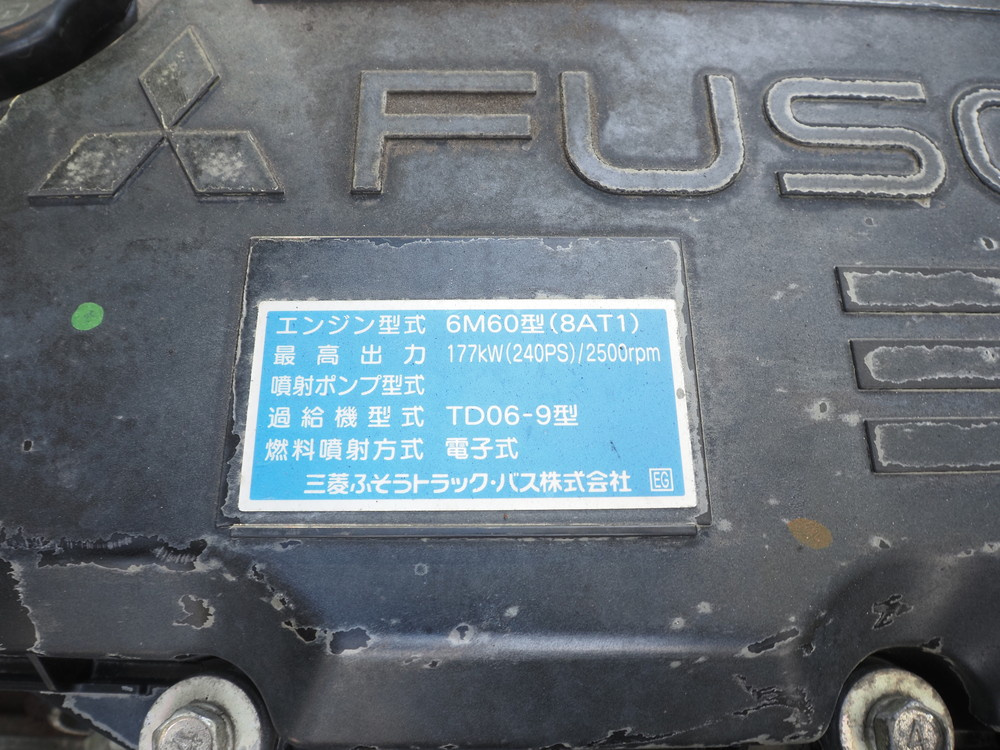 FUSO
エンジン型式 6M60型(8AT1)
最高出力 177kW(240PS)/2500rpm
噴射ポンプ型式
過給機型式 TD06-9型
燃料噴射方式 電子式
三菱ふそうトラック・バス株式会社 EG
A